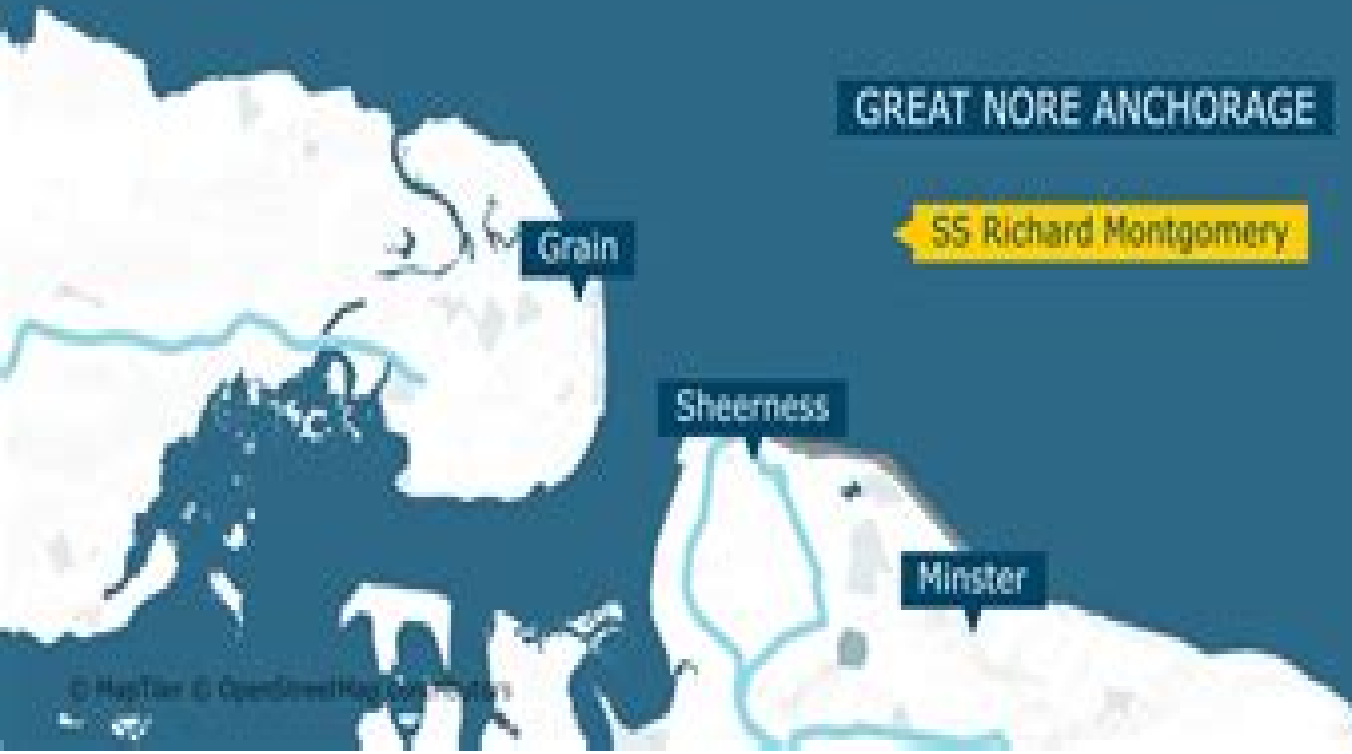 GREAT NORE ANCHORAGE
SS Richard Montgomery
Grain
Sheerness
Minster
© MapTiler © OpenStreetMap contributors